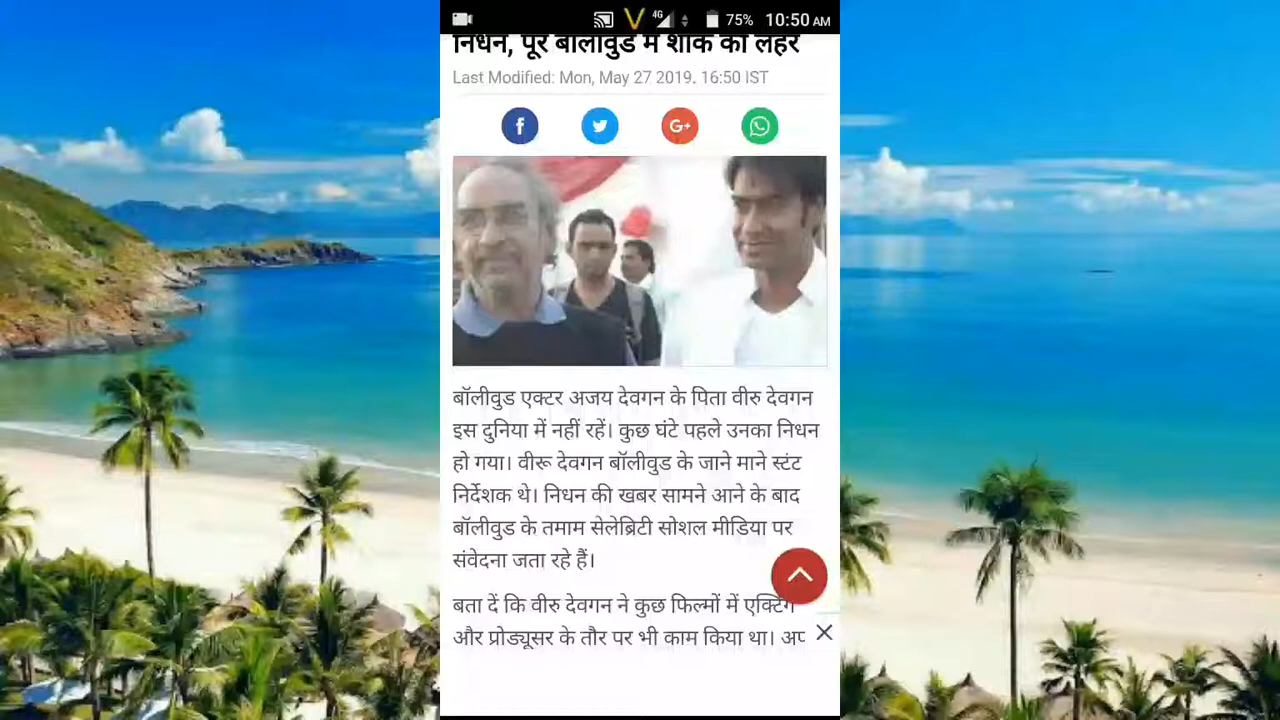 75% 10:50 AM
निधन, पूरे बॉलीवुड में शोक की लहर
Last Modified: Mon, May 27 2019. 16:50 IST
बॉलीवुड एक्टर अजय देवगन के पिता वीरु देवगन
इस दुनिया में नहीं रहें। कुछ घंटे पहले उनका निधन
हो गया। वीरू देवगन बॉलीवुड के जाने माने स्टंट
निर्देशक थे। निधन की खबर सामने आने के बाद
बॉलीवुड के तमाम सेलेब्रिटी सोशल मीडिया पर
संवेदना जता रहे हैं।
बता दें कि वीरु देवगन ने कुछ फिल्मों में एक्टिंग
और प्रोड्यूसर के तौर पर भी काम किया था। अप